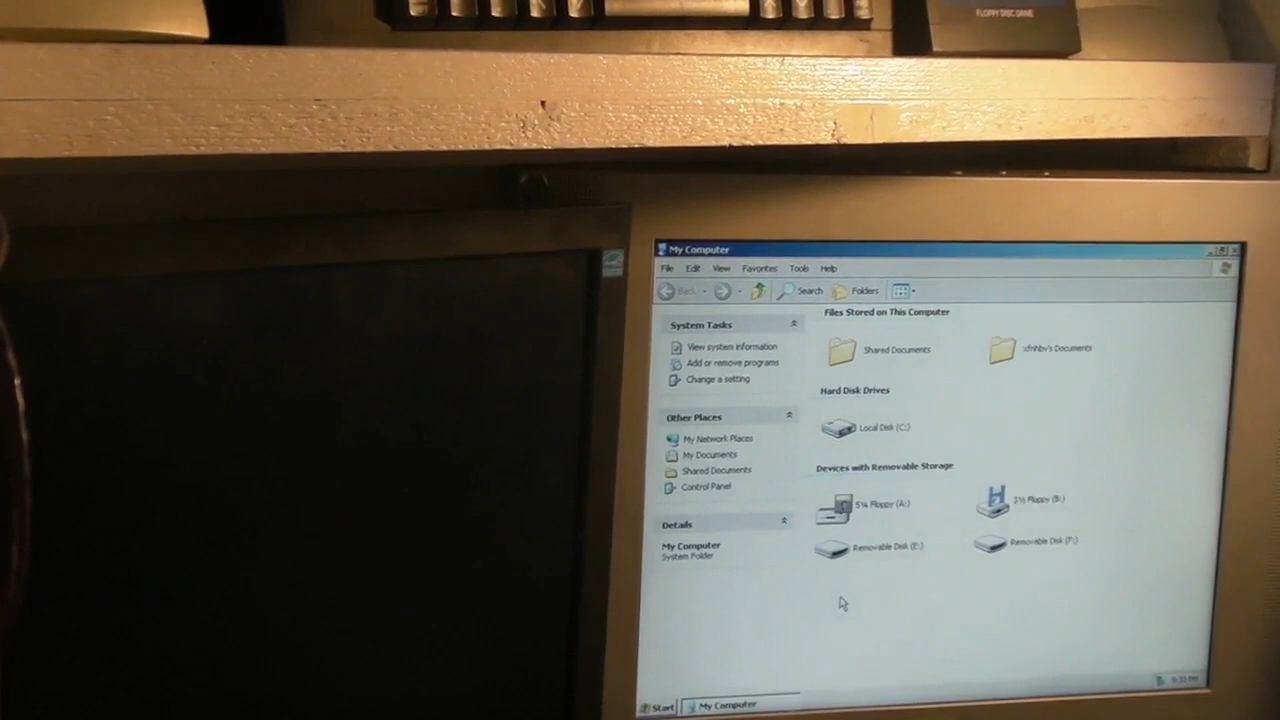 FLOPPY DISC DRIVE
My Computer
File Edit View Favorites Tools Help
Back Search Folders
System Tasks
View system information
Add or remove programs
Change a setting
Other Places
My Network Places
My Documents
Shared Documents
Control Panel
Details
My Computer
System Folder
Files Stored on This Computer
Shared Documents
xfnhbv's Documents
Hard Disk Drives
Local Disk (C:)
Devices with Removable Storage
5¼ Floppy (A:)
3½ Floppy (B:)
Removable Disk (E:)
Removable Disk (F:)
Start My Computer